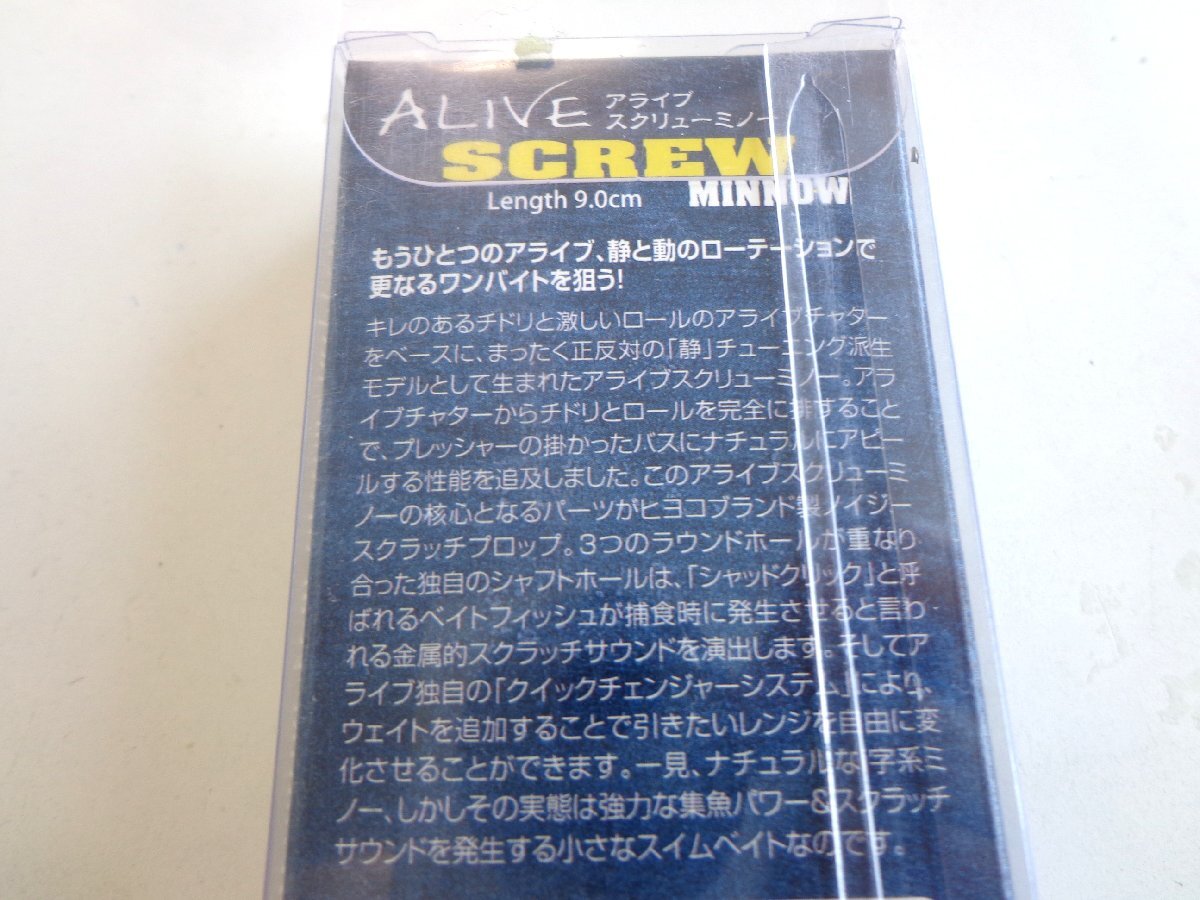 ALIVE アライブ
スクリューミノー
SCREW
Length 9.0cm MINNOW
もうひとつのアライブ、静と動のローテーションで
更なるワンバイトを狙う!
キレのあるチドリと激しいロールのアライブチャター
をベースに、まったく正反対の「静」チューニング派生
モデルとして生まれたアライブスクリューミノー。アラ
イブチャターからチドリとロールを完全に排すること
で、プレッシャーの掛かったバスにナチュラルにアピー
ルする性能を追及しました。このアライブスクリューミ
ノーの核心となるパーツがヒヨコブランド製ノイジー
スクラッチプロップ。3つのラウンドホールが重なり
合った独自のシャフトホールは、「シャッドクリック」と呼
ばれるベイトフィッシュが捕食時に発生させると言わ
れる金属的スクラッチサウンドを演出します。そしてア
ライブ独自の「クイックチェンジャーシステム」により、
ウェイトを追加することで引きたいレンジを自由に変
化させることができます。一見、ナチュラルな 字系ミ
ノー、しかしその実態は強力な集魚パワー&スクラッチ
サウンドを発生する小さなスイムベイトなのです。